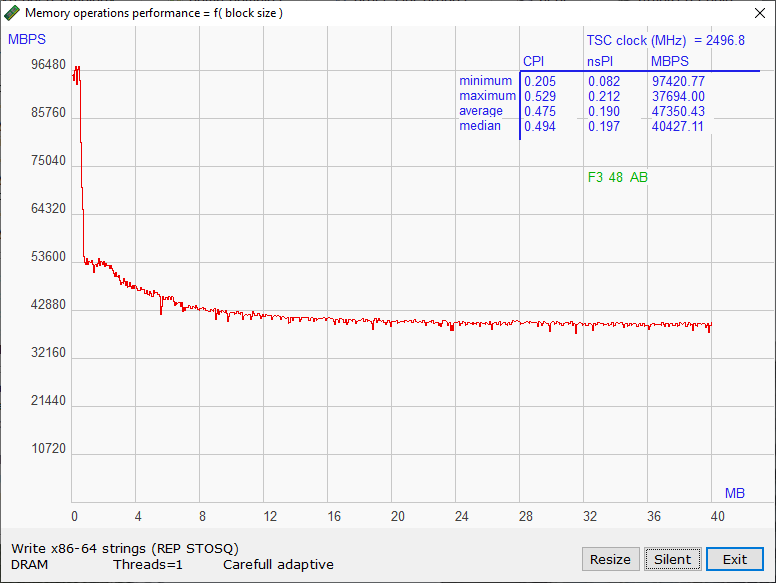 Memory operations performance = f( block size )
MBPS
TSC clock (MHz) = 2496.8
CPI nsPI MBPS
minimum 0.205 0.082 97420.77
maximum 0.529 0.212 37694.00
average 0.475 0.190 47350.43
median 0.494 0.197 40427.11
F3 48 AB
96480
85760
75040
64320
53600
42880
32160
21440
10720
MB
0 4 8 12 16 20 24 28 32 36 40
Write x86-64 strings (REP STOSQ)
DRAM Threads=1 Carefull adaptive
Resize Silent Exit